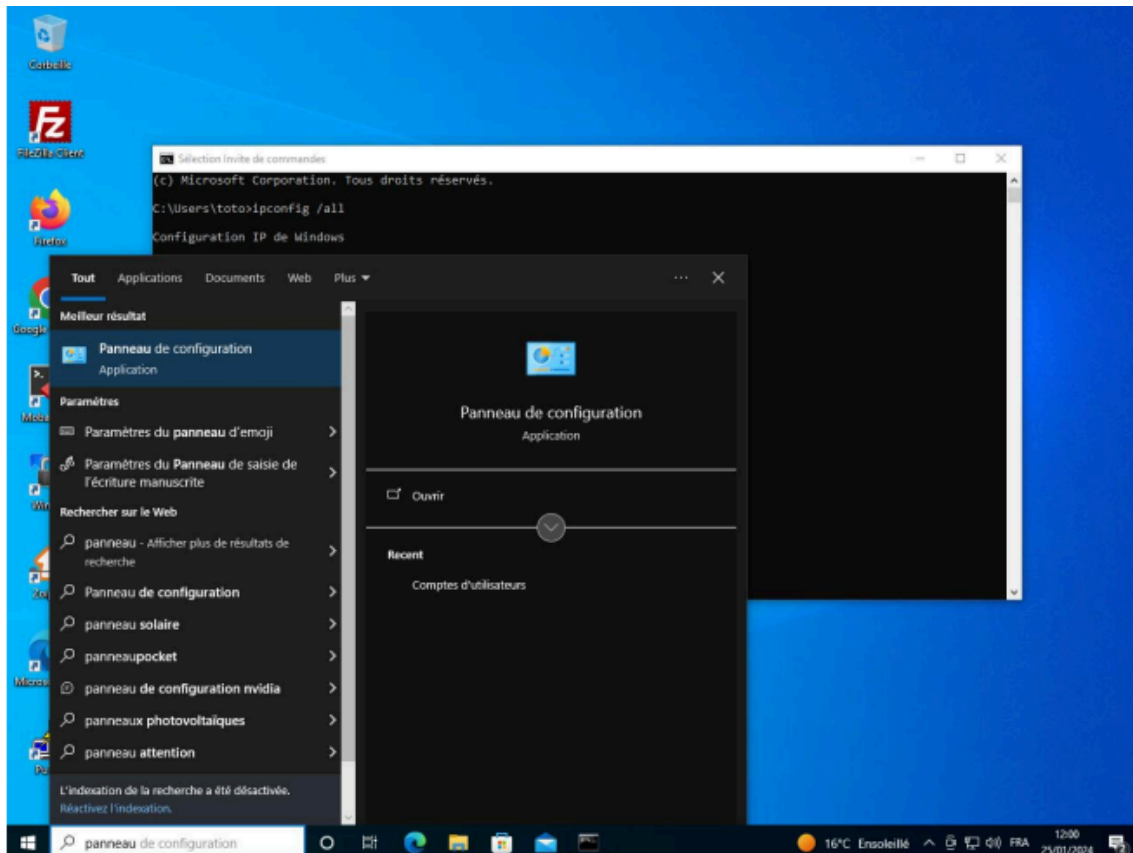 Corbeille
FileZilla Client
Firefox
Google
Sélection Invite de commandes
(c) Microsoft Corporation. Tous droits réservés.
C:\Users\toto>ipconfig /all
Configuration IP de Windows
Tout Applications Documents Web Plus
Meilleur résultat
Panneau de configuration
Application
Paramètres
Paramètres du panneau d'emoji
Paramètres du Panneau de saisie de
l'écriture manuscrite
Rechercher sur le Web
panneau - Afficher plus de résultats de
recherche
Panneau de configuration
panneau solaire
panneaupocket
panneau de configuration nvidia
panneaux photovoltaïques
panneau attention
L'indexation de la recherche a été désactivée.
Réactivez l'indexation.
Panneau de configuration
Application
Ouvrir
Recent
Comptes d'utilisateurs
panneau de configuration
16°C Ensoleillé
FRA
12:00
25/01/2024